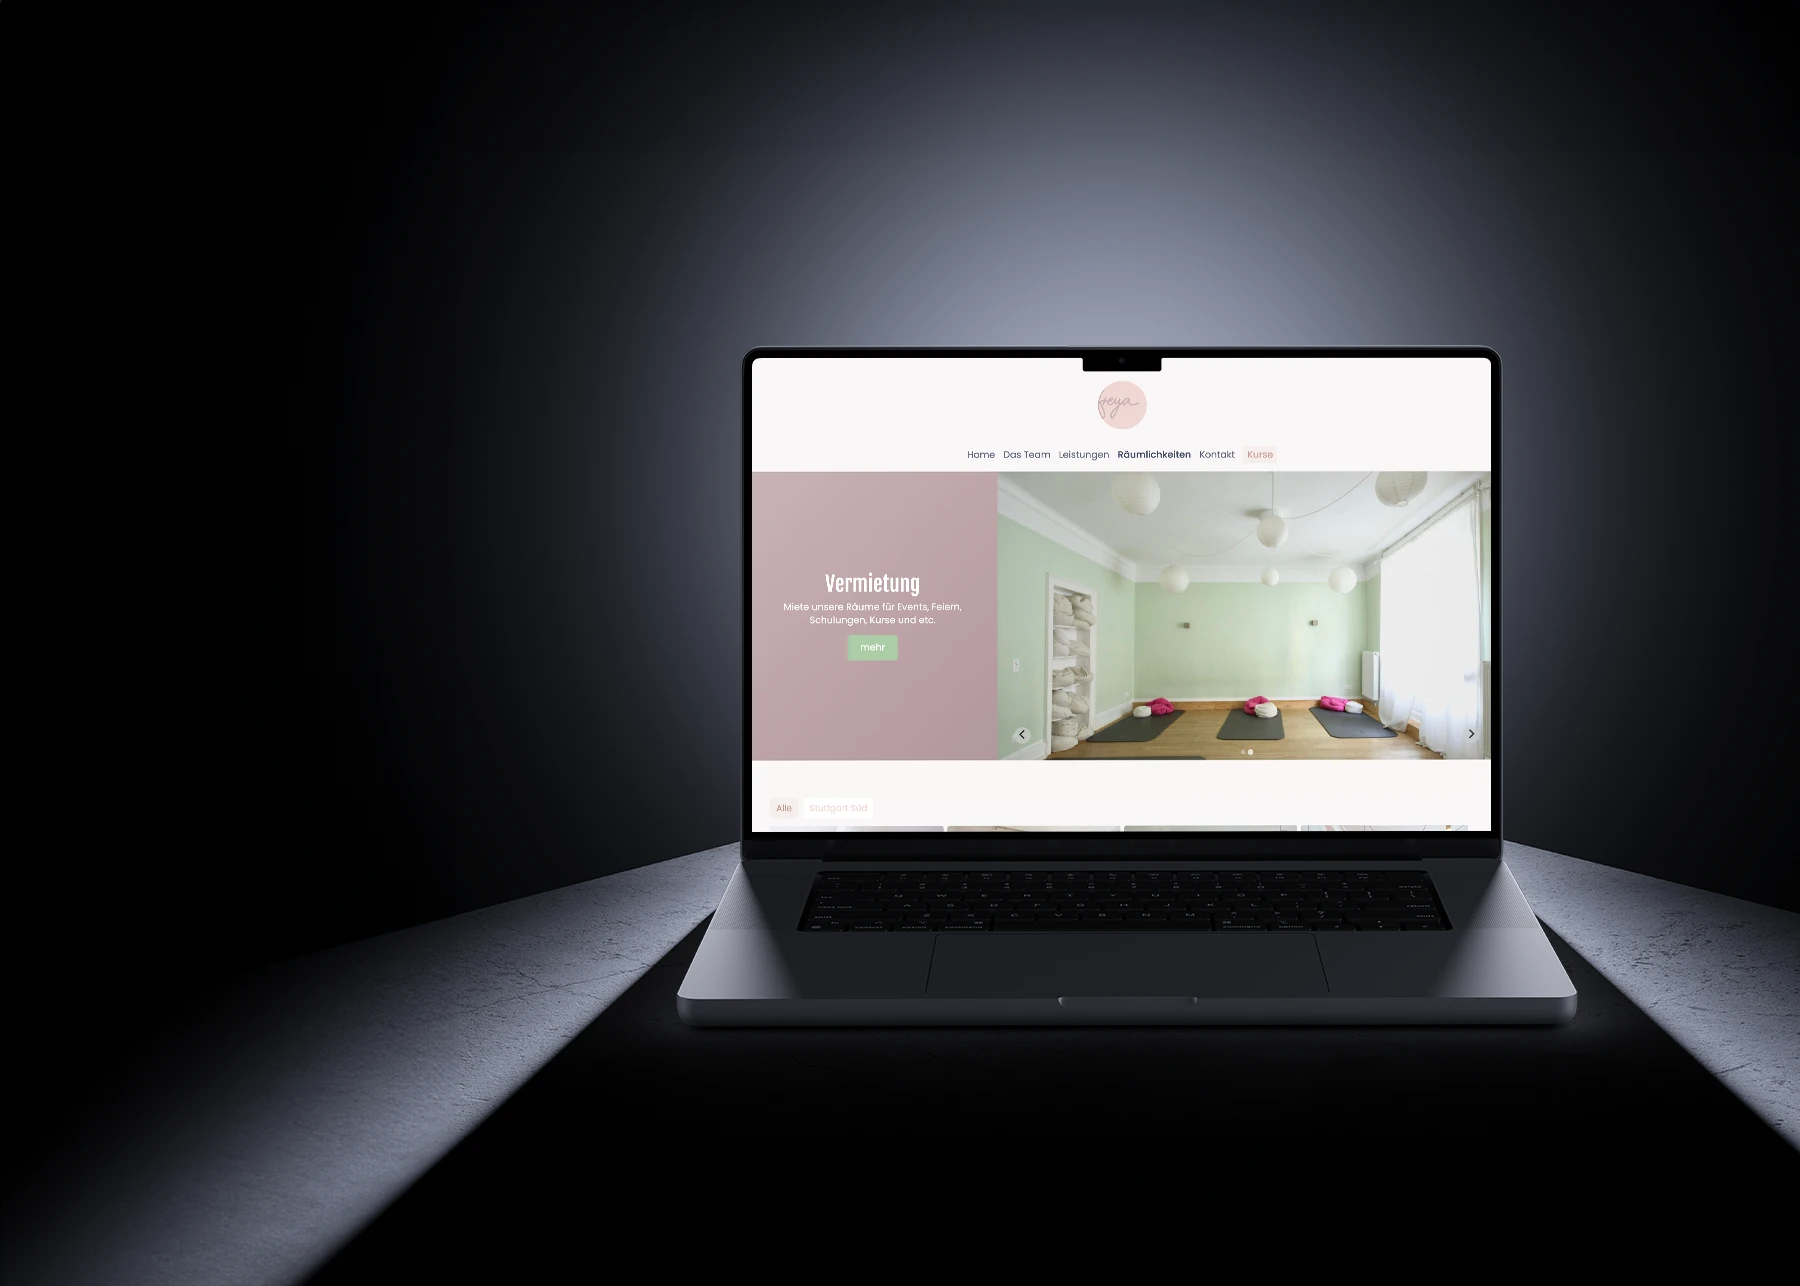 feya
Home Das Team Leistungen Räumlichkeiten Kontakt Kurse
Vermietung
Miete unsere Räume für Events, Feiern,
Schulungen, Kurse und etc.
mehr
Alle Stuttgart Süd